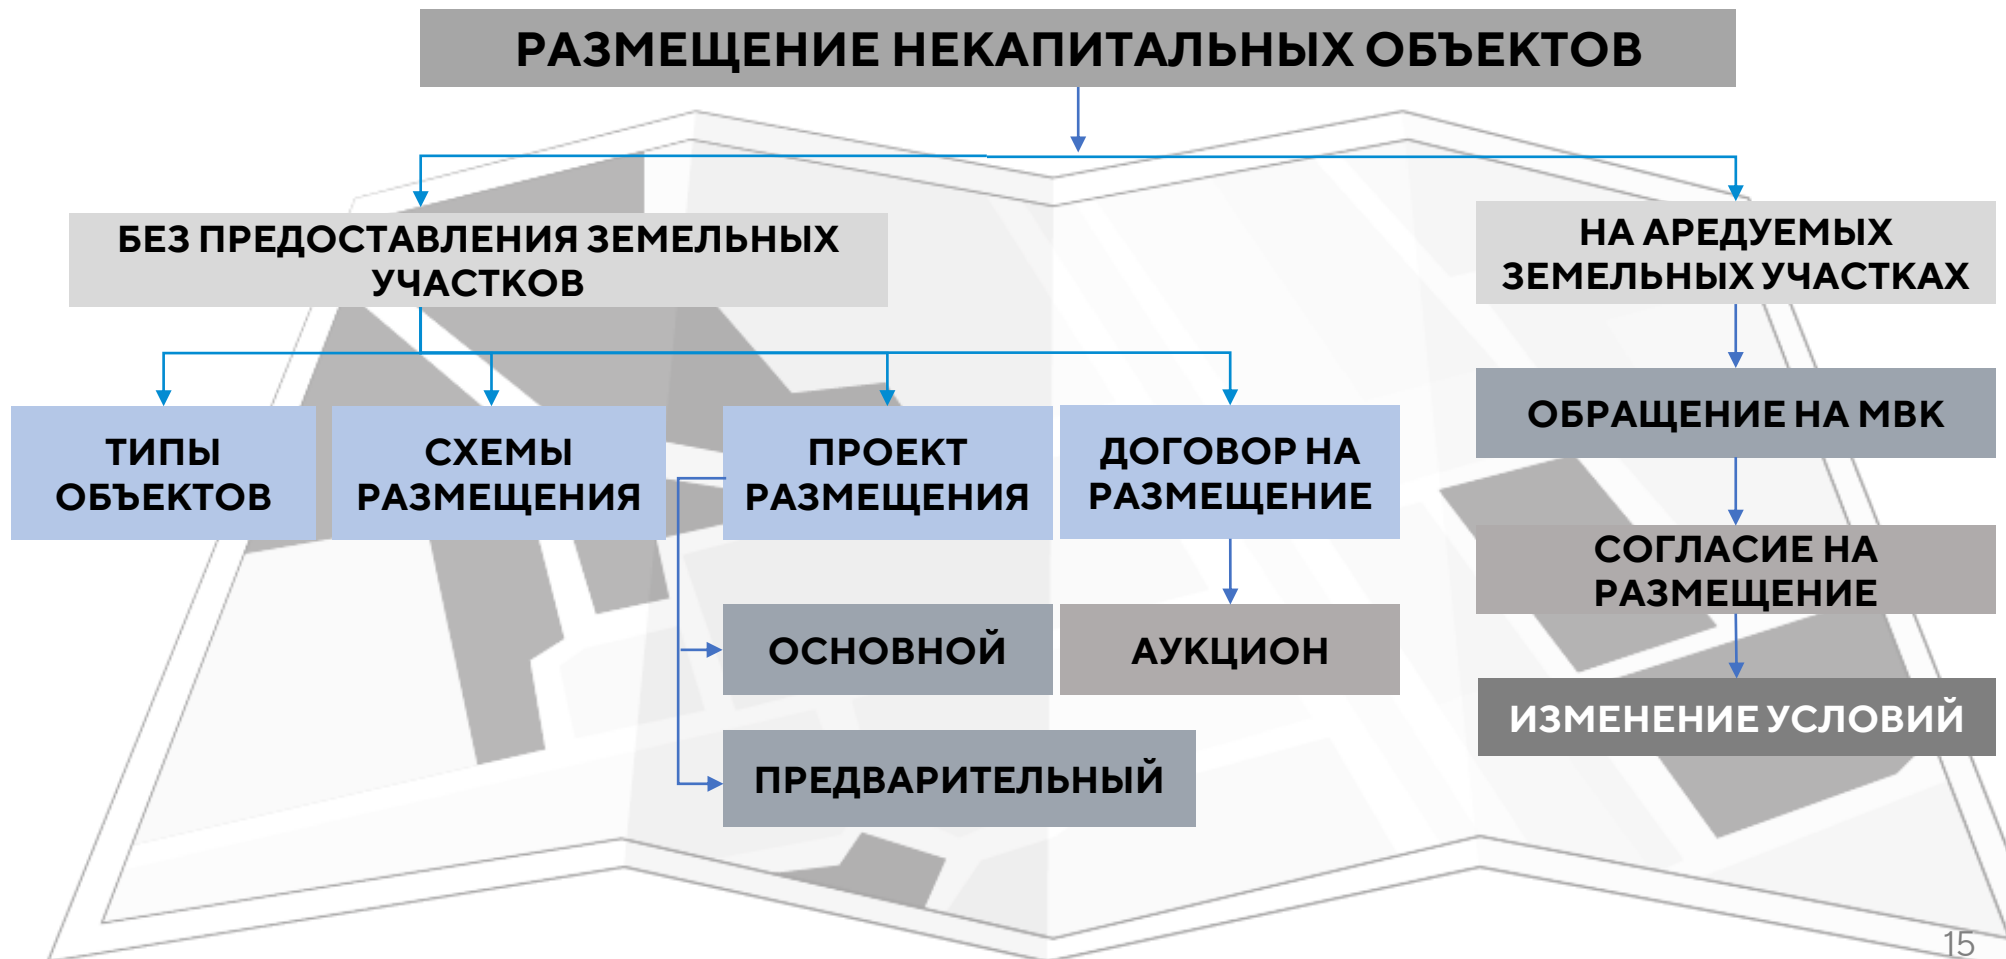 РАЗМЕЩЕНИЕ НЕКАПИТАЛЬНЫХ ОБЪЕКТОВ
БЕЗ ПРЕДОСТАВЛЕНИЯ ЗЕМЕЛЬНЫХ
УЧАСТКОВ
НА АРЕДУЕМЫХ
ЗЕМЕЛЬНЫХ УЧАСТКАХ
ТИПЫ
ОБЪЕКТОВ
СХЕМЫ
РАЗМЕЩЕНИЯ
ПРОЕКТ
РАЗМЕЩЕНИЯ
ДОГОВОР НА
РАЗМЕЩЕНИЕ
ОБРАЩЕНИЕ НА МВК
СОГЛАСИЕ НА
РАЗМЕЩЕНИЕ
ОСНОВНОЙ
АУКЦИОН
ИЗМЕНЕНИЕ УСЛОВИЙ
ПРЕДВАРИТЕЛЬНЫЙ
15